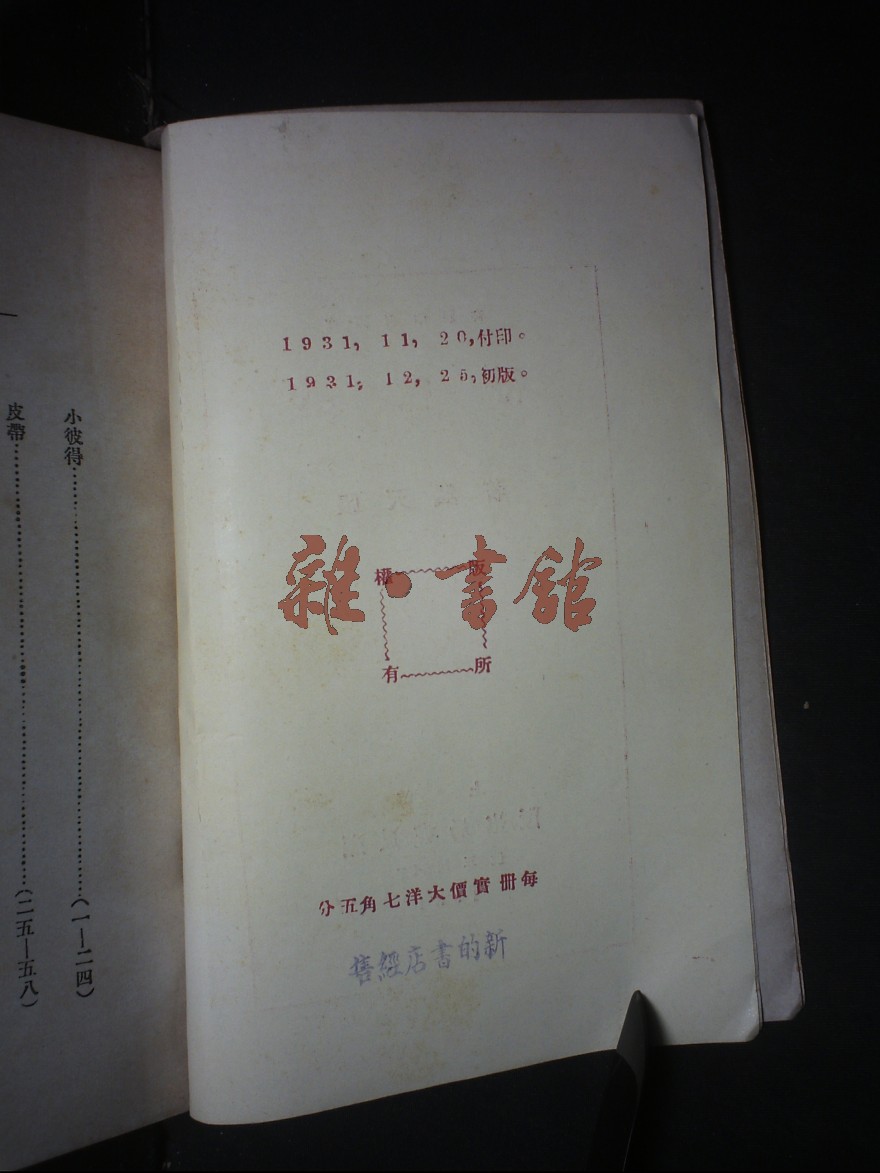 1931, 11, 20,付印。
1931, 12, 25,初版。
雜·書館
版權
所有
每冊實價大洋七角五分
新的書店經售
小彼得……(一—二四)
皮帶……(二五—五八)